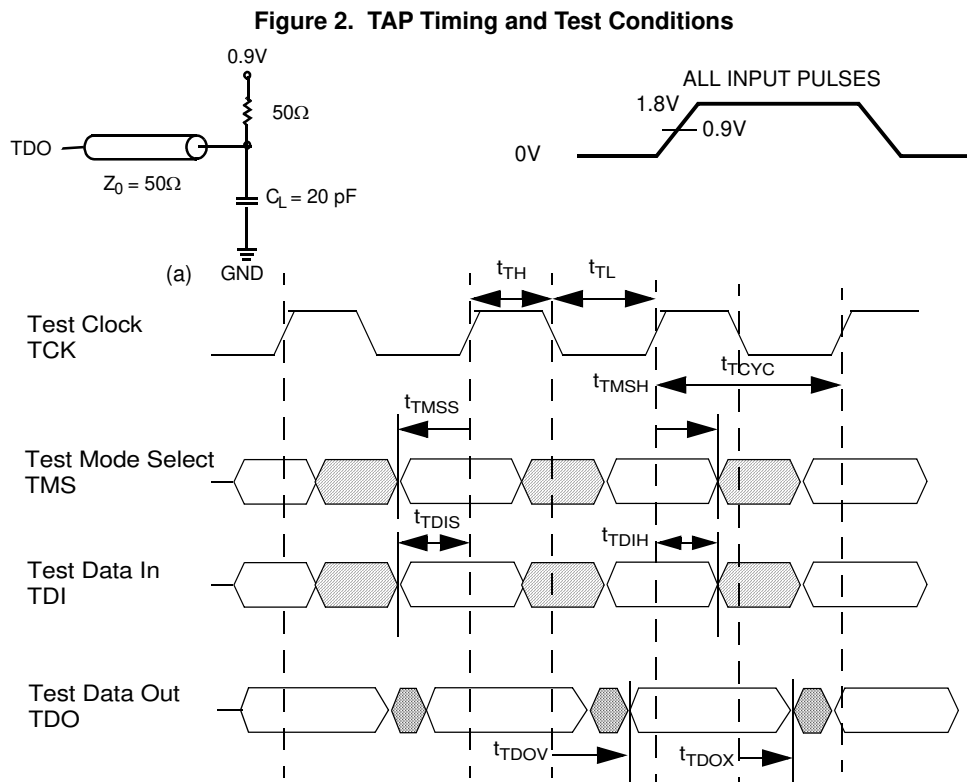 Figure 2. TAP Timing and Test Conditions
0.9V
50Ω
TDO
Z0 = 50Ω
CL = 20 pF
(a)
GND
ALL INPUT PULSES
1.8V
0.9V
0V
tTH
tTL
Test Clock
TCK
tTCYC
tTMSH
tTMSS
Test Mode Select
TMS
tTDIS
tTDIH
Test Data In
TDI
Test Data Out
TDO
tTDOV
tTDOX